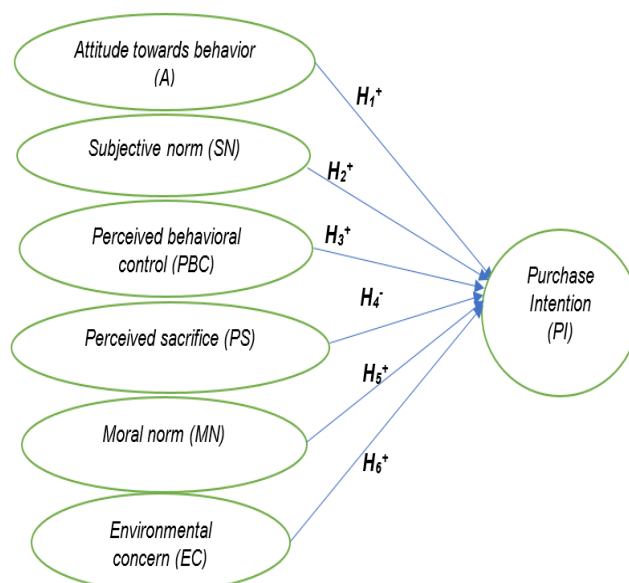 Attitude towards behavior
(A)
H₁⁺
Subjective norm (SN)
H₂⁺
Perceived behavioral
control (PBC)
H₃⁺
Purchase
Intention
(PI)
H₄⁻
Perceived sacrifice (PS)
H₅⁺
Moral norm (MN)
H₆⁺
Environmental
concern (EC)